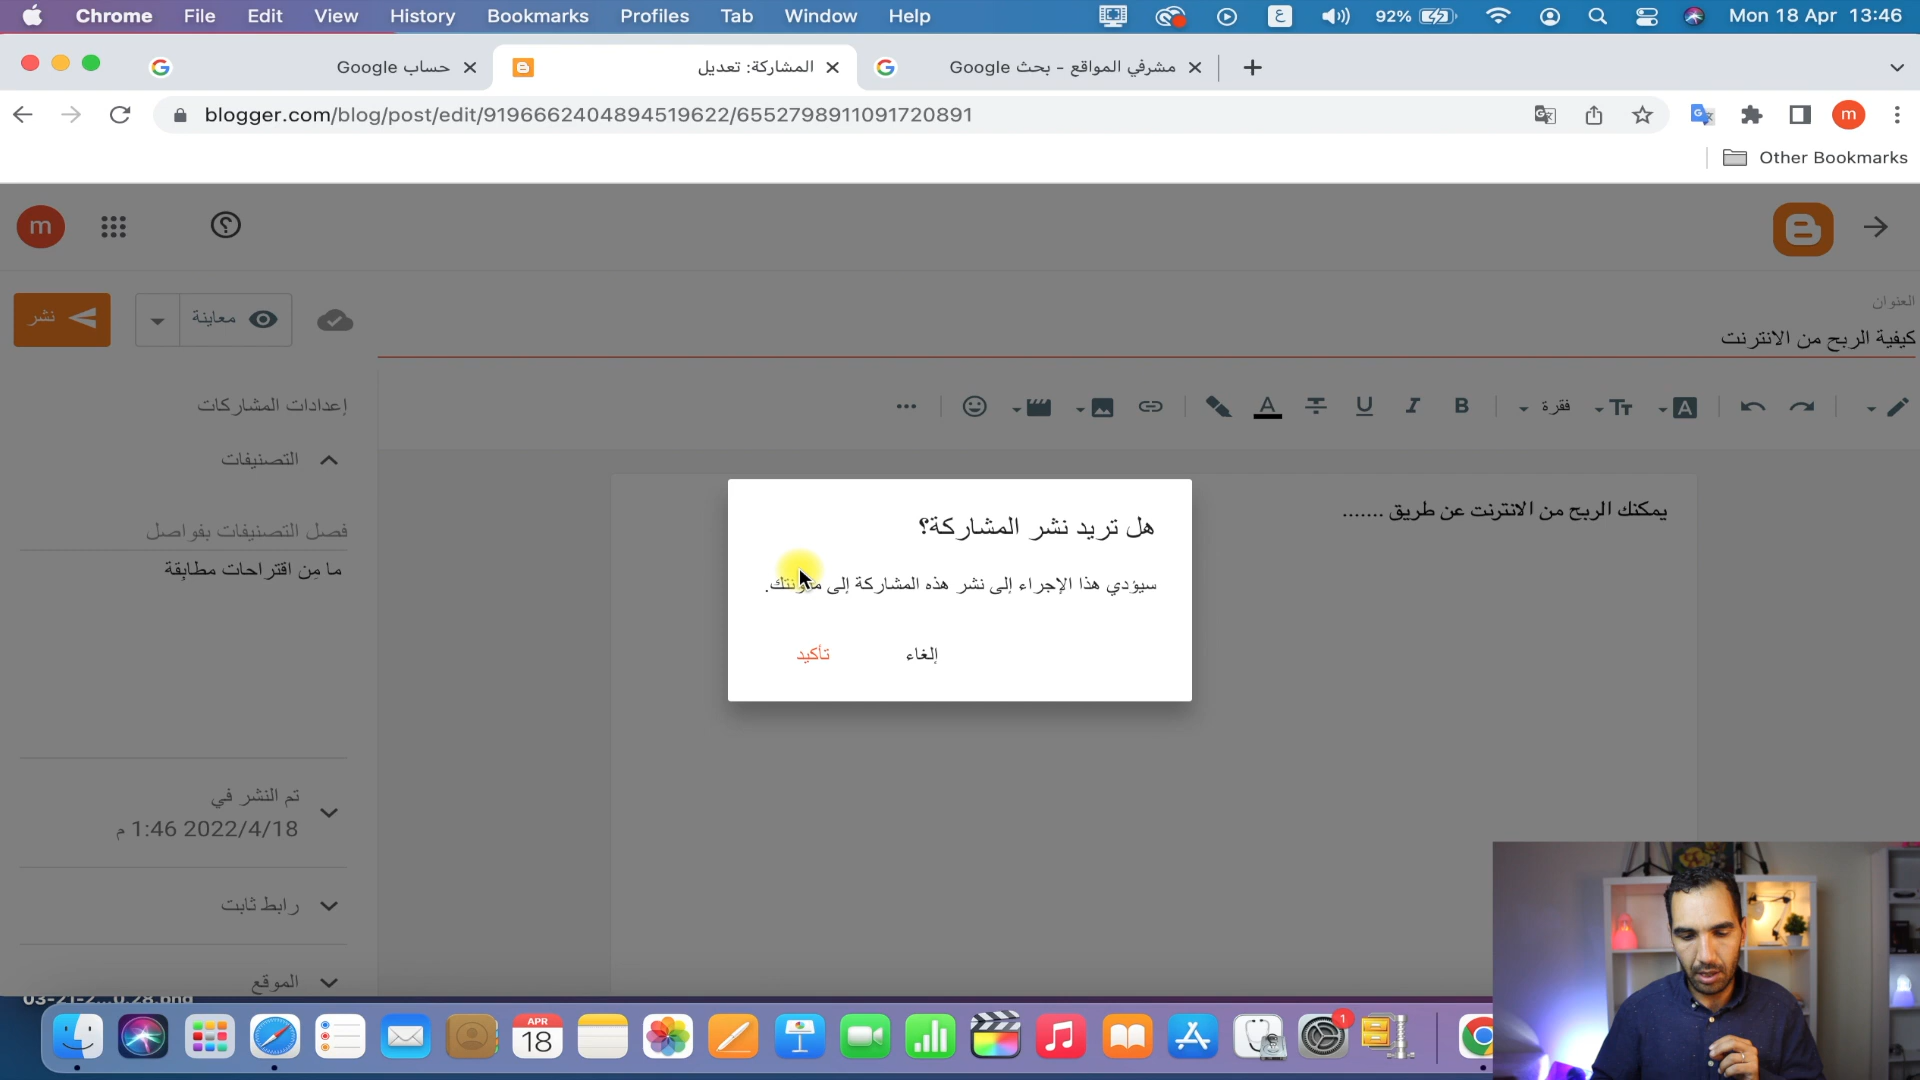 Chrome File Edit View History Bookmarks Profiles Tab Window Help ع 92% Mon 18 Apr 13:46
حساب Google
المشاركة: تعديل
مشرفي المواقع - بحث Google
blogger.com/blog/post/edit/9196662404894519622/6552798911091720891
m
Other Bookmarks
m
العنوان
كيفية الربح من الانترنت
معاينة
نشر
فقرة
إعدادات المشاركات
التصنيفات
فصل التصنيفات بفواصل
ما مِن اقتراحات مطابِقة
تم النشر في
2022/4/18 1:46 م
رابط ثابت
الموقع
يمكنك الربح من الانترنت عن طريق .......
هل تريد نشر المشاركة؟
سيؤدي هذا الإجراء إلى نشر هذه المشاركة إلى مدونتك.
إلغاء
تأكيد
APR
18
1